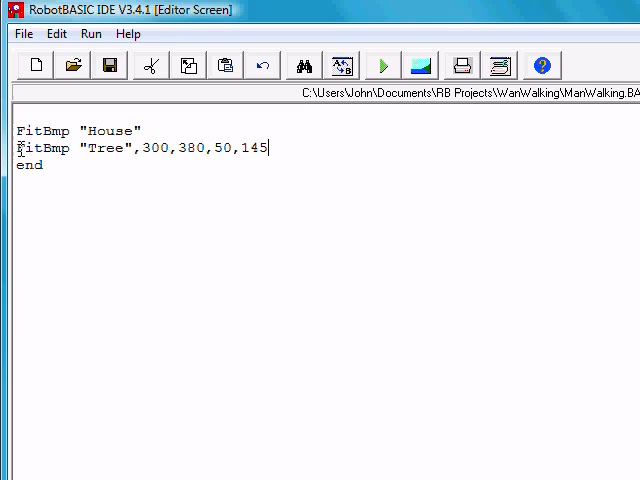 RobotBASIC IDE V3.4.1 [Editor Screen]
File Edit Run Help
A
B
?
C:\Users\John\Documents\RB Projects\WanWalking\ManWalking.BA
FitBmp "House"
FitBmp "Tree",300,380,50,145
end